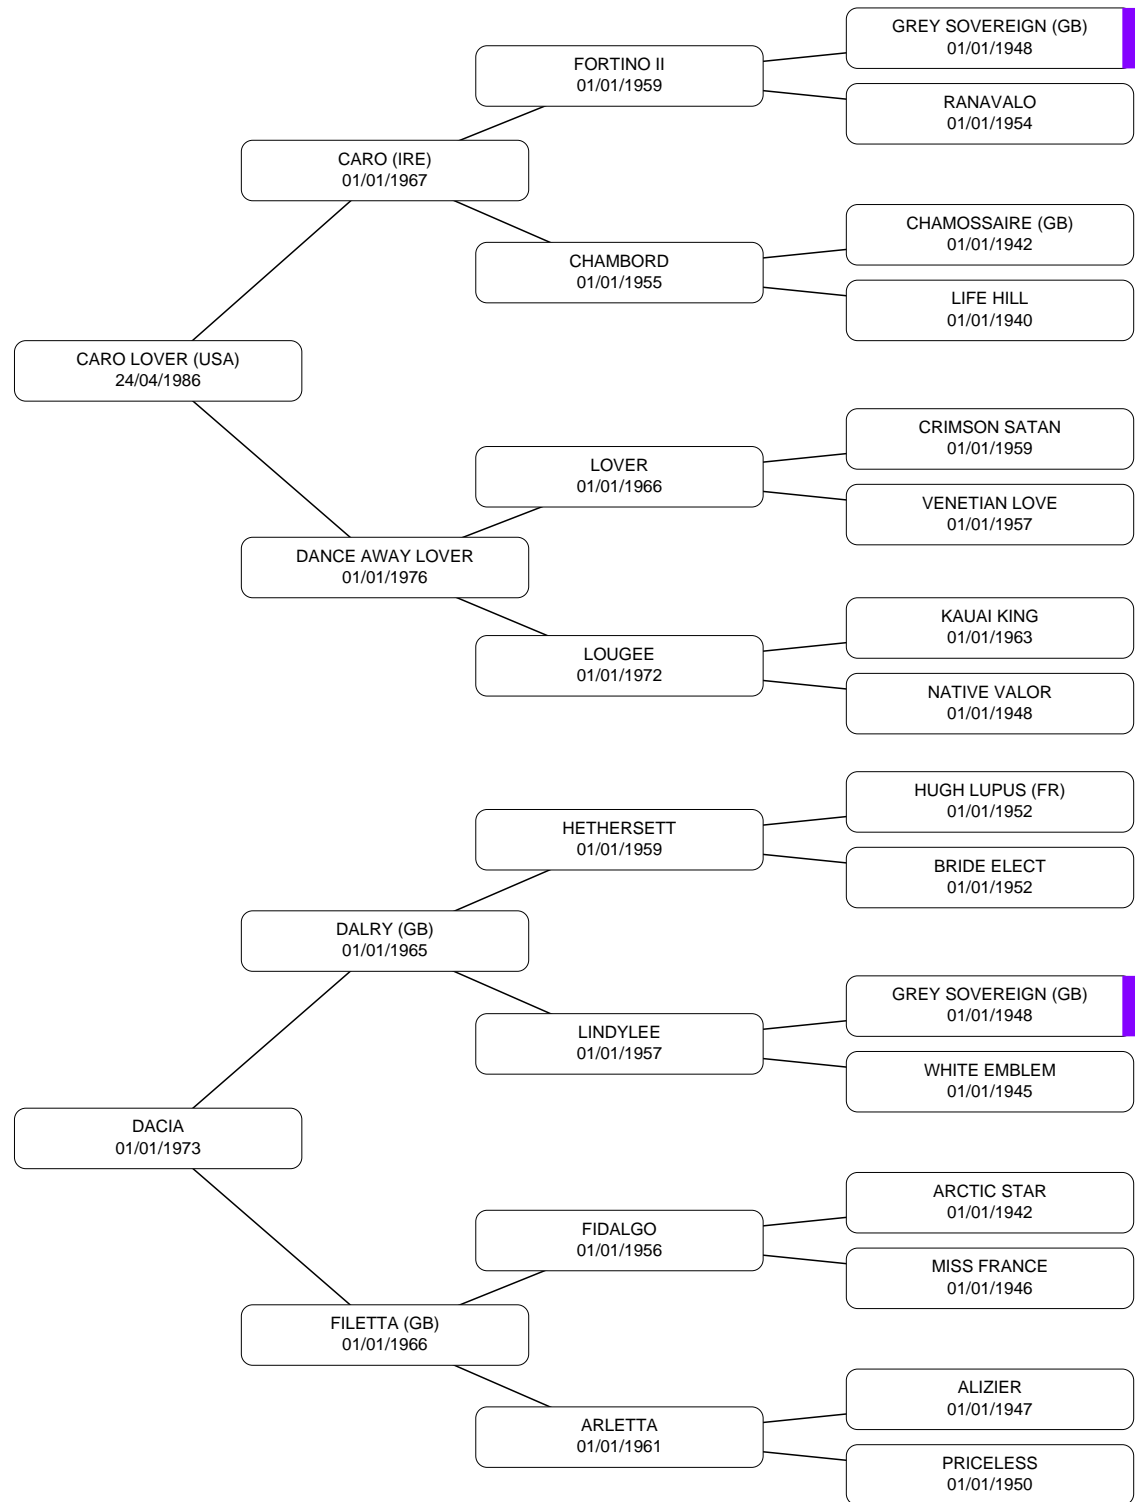 GREY SOVEREIGN (GB)
01/01/1948
FORTINO II
01/01/1959
RANAVALO
01/01/1954
CARO (IRE)
01/01/1967
CHAMOSSAIRE (GB)
01/01/1942
CHAMBORD
01/01/1955
LIFE HILL
01/01/1940
CARO LOVER (USA)
24/04/1986
CRIMSON SATAN
01/01/1959
LOVER
01/01/1966
VENETIAN LOVE
01/01/1957
DANCE AWAY LOVER
01/01/1976
KAUAI KING
01/01/1963
LOUGEE
01/01/1972
NATIVE VALOR
01/01/1948
HUGH LUPUS (FR)
01/01/1952
HETHERSETT
01/01/1959
BRIDE ELECT
01/01/1952
DALRY (GB)
01/01/1965
GREY SOVEREIGN (GB)
01/01/1948
LINDYLEE
01/01/1957
WHITE EMBLEM
01/01/1945
DACIA
01/01/1973
ARCTIC STAR
01/01/1942
FIDALGO
01/01/1956
MISS FRANCE
01/01/1946
FILETTA (GB)
01/01/1966
ALIZIER
01/01/1947
ARLETTA
01/01/1961
PRICELESS
01/01/1950